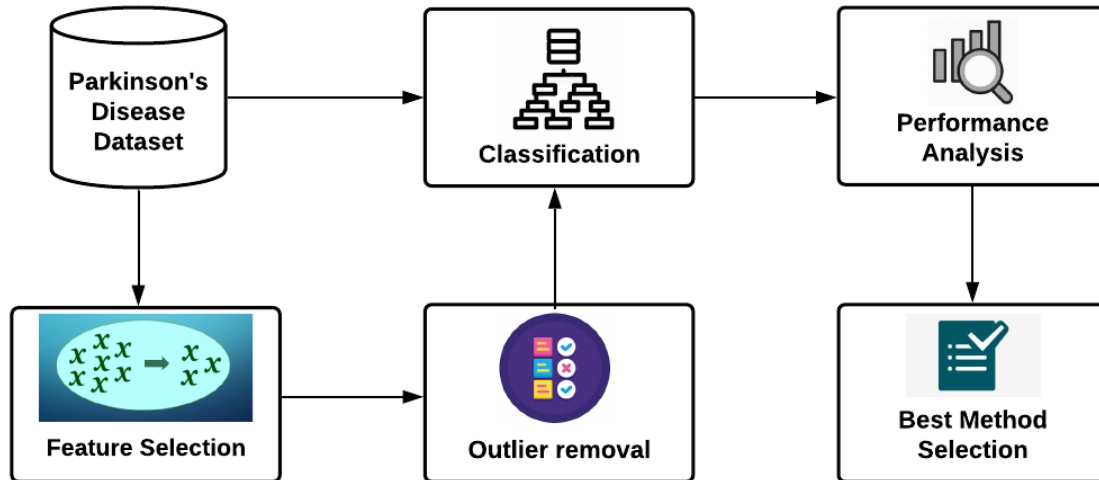 Parkinson's
Disease
Dataset
Classification
Performance
Analysis
x x x x x x x x x x
Feature Selection
Outlier removal
Best Method
Selection